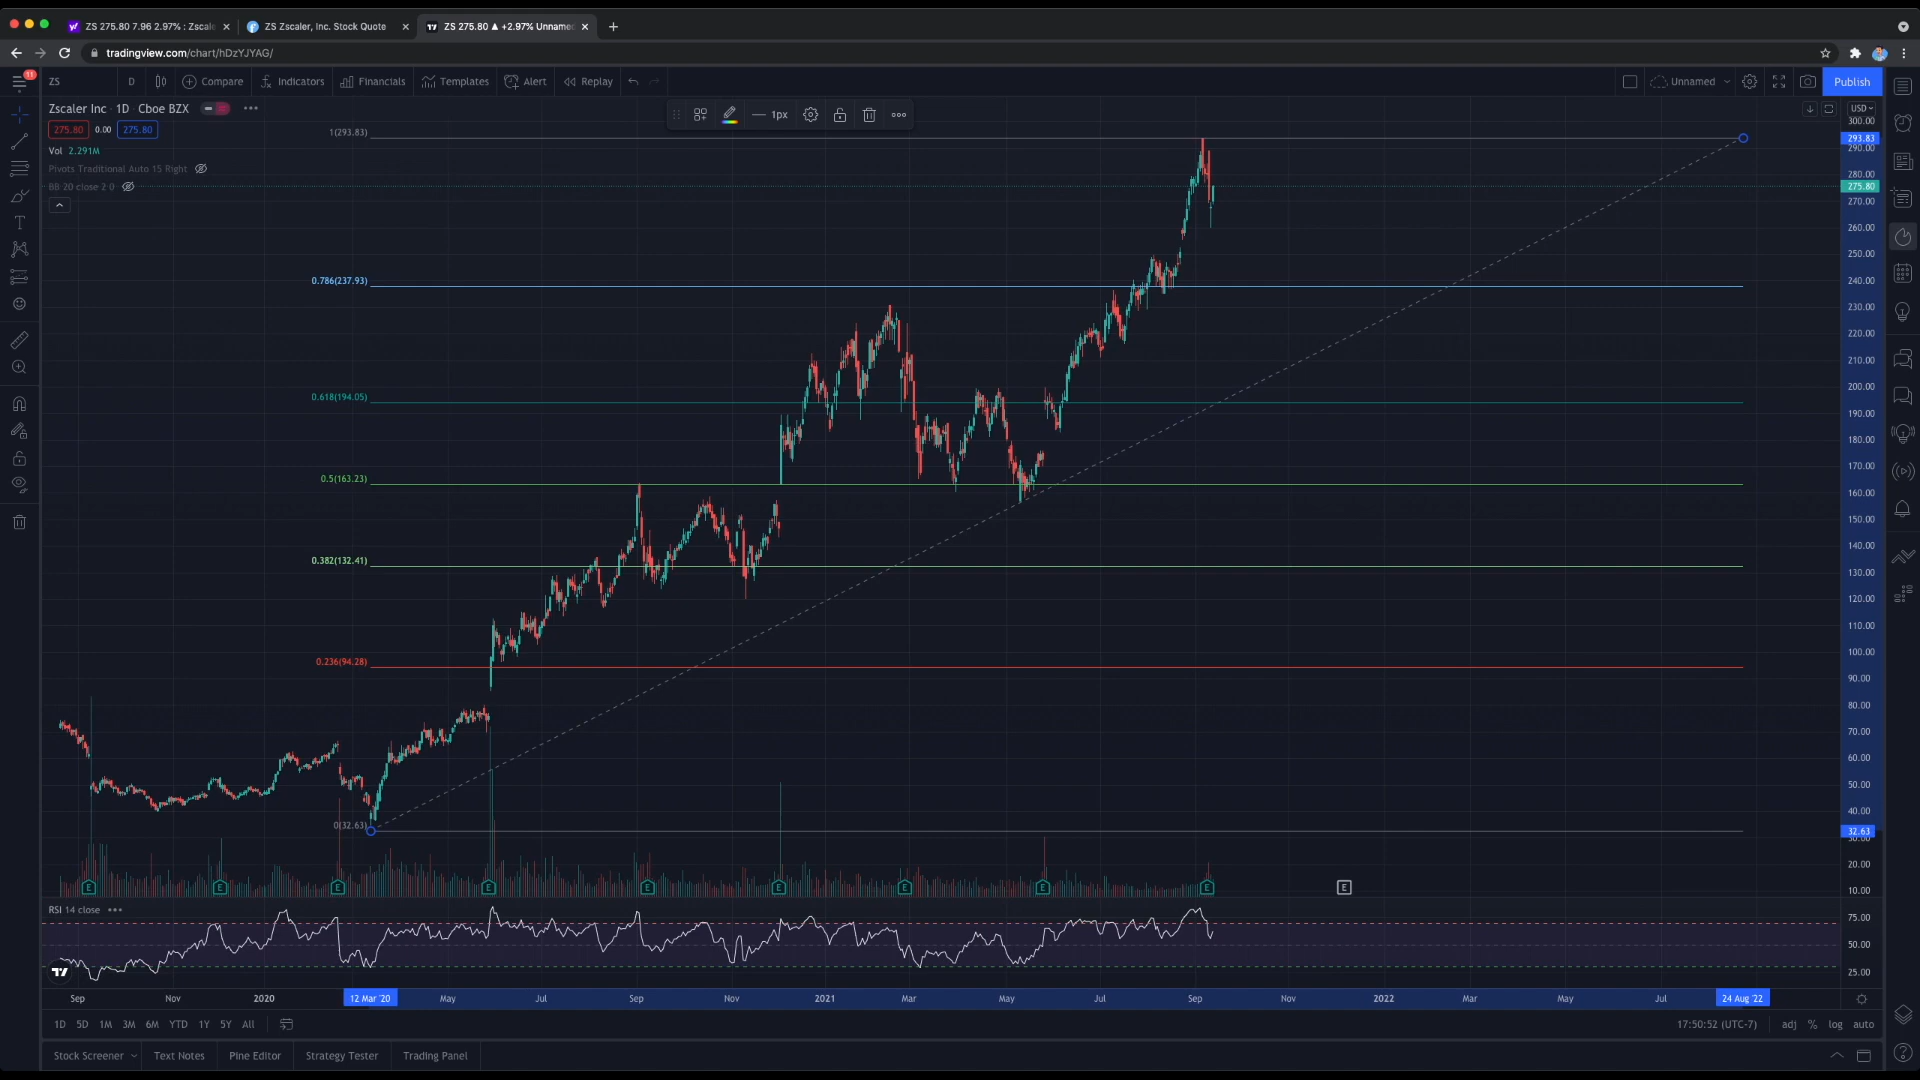 ZS 275.80 7.96 2.97% : Zscale
ZS Zscaler, Inc. Stock Quote
ZS 275.80 ▲ +2.97% Unname
tradingview.com/chart/hDzYJYAG/
11
ZS
D
Compare
Indicators
Financials
Templates
Alert
Replay
Unnamed
Publish
Zscaler Inc · 1D · Cboe BZX
275.80 0.00 275.80
Vol 2.291M
Pivots Traditional Auto 15 Right
BB 20 close 2 0
1px
USD
1(293.83)
0.786(237.93)
0.618(194.05)
0.5(163.23)
0.382(132.41)
0.236(94.28)
0(32.63)
300.00
293.83
290.00
280.00
275.80
270.00
260.00
250.00
240.00
230.00
220.00
210.00
200.00
190.00
180.00
170.00
160.00
150.00
140.00
130.00
120.00
110.00
100.00
90.00
80.00
70.00
60.00
50.00
40.00
32.63
30.00
20.00
10.00
E E E E E E E E E E
RSI 14 close
75.00
50.00
25.00
Sep Nov 2020 12 Mar '20 May Jul Sep Nov 2021 Mar May Jul Sep Nov 2022 Mar May Jul 24 Aug '22
1D 5D 1M 3M 6M YTD 1Y 5Y All
17:50:52 (UTC-7) adj % log auto
Stock Screener Text Notes Pine Editor Strategy Tester Trading Panel